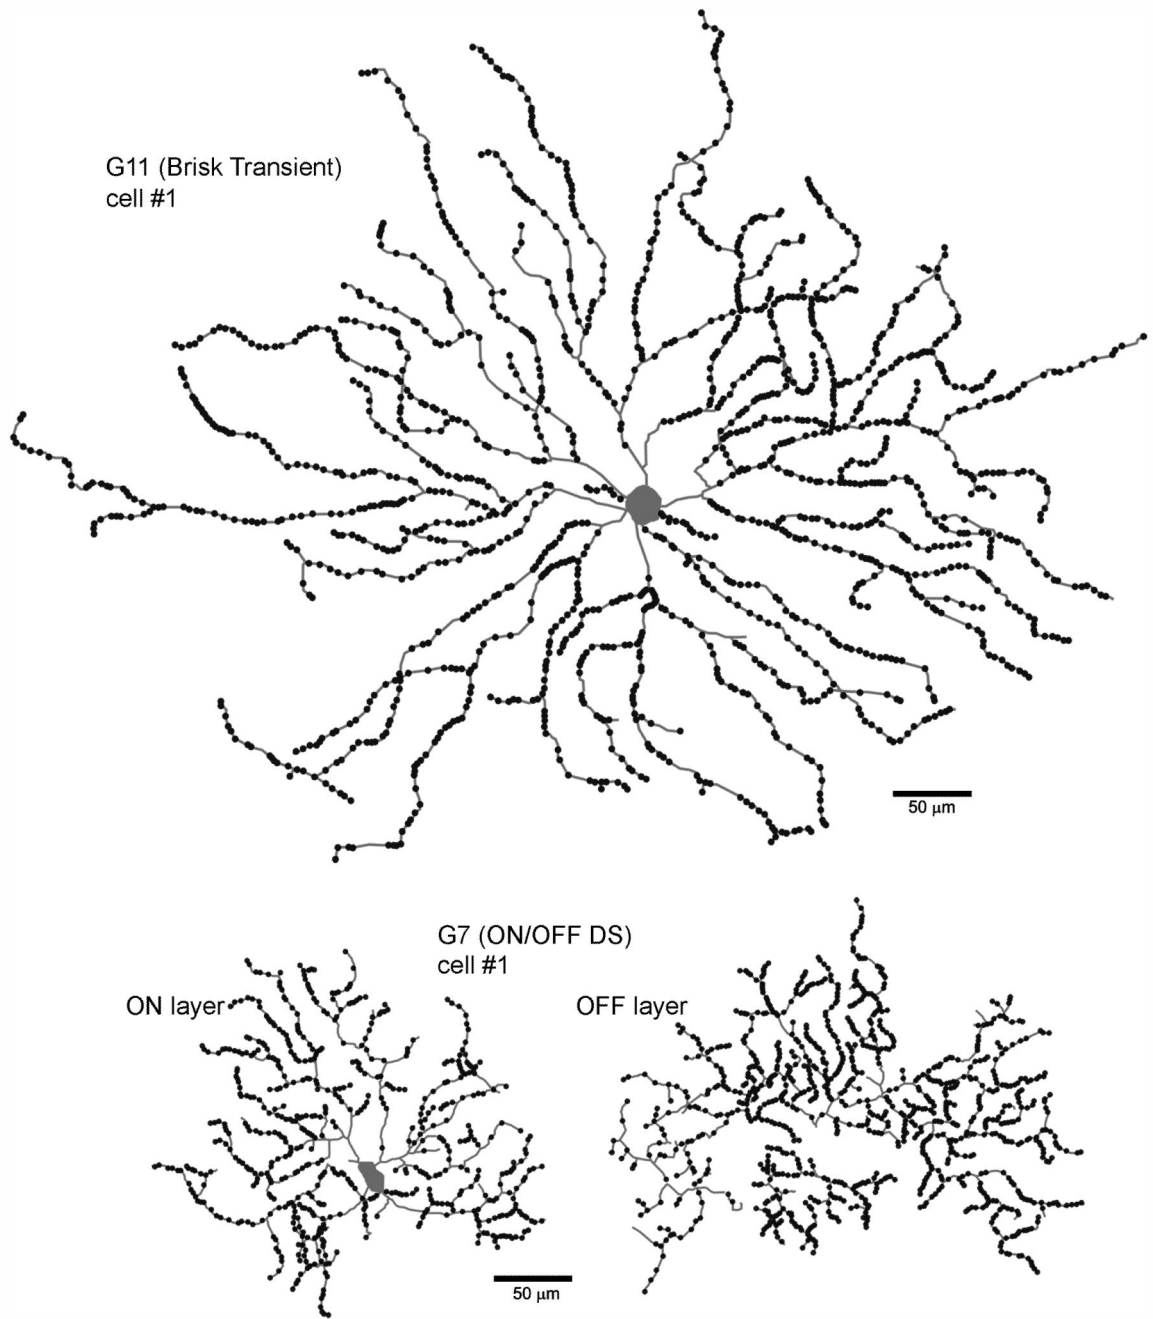 G11 (Brisk Transient)
cell #1
50 μm
G7 (ON/OFF DS)
cell #1
ON layer
OFF layer
50 μm